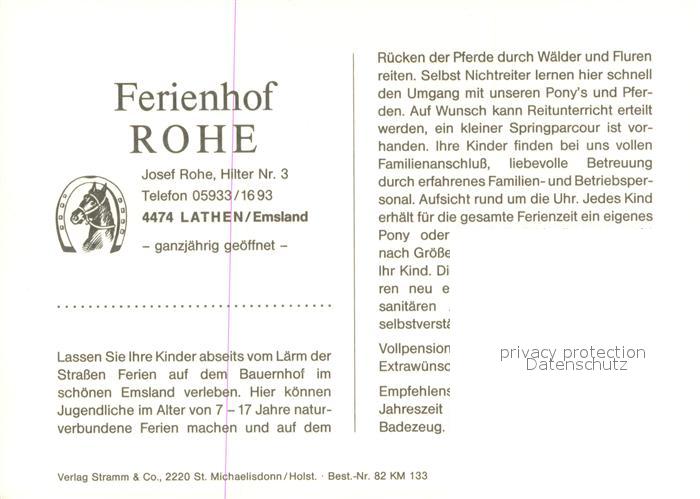 Ferienhof
ROHE
Josef Rohe, Hilter Nr. 3
Telefon 05933/1693
4474 LATHEN/Emsland
– ganzjährig geöffnet –
Lassen Sie Ihre Kinder abseits vom Lärm der
Straßen Ferien auf dem Bauernhof im
schönen Emsland verleben. Hier können
Jugendliche im Alter von 7 – 17 Jahre natur-
verbundene Ferien machen und auf dem
Rücken der Pferde durch Wälder und Fluren
reiten. Selbst Nichtreiter lernen hier schnell
den Umgang mit unseren Pony's und Pfer-
den. Auf Wunsch kann Reitunterricht erteilt
werden, ein kleiner Springparcour ist vor-
handen. Ihre Kinder finden bei uns vollen
Familienanschluß, liebevolle Betreuung
durch erfahrenes Familien- und Betriebsper-
sonal. Aufsicht rund um die Uhr. Jedes Kind
erhält für die gesamte Ferienzeit ein eigenes
Pony oder
nach Größe
Ihr Kind. Di
ren neu e
sanitären
selbstverstä
Vollpension
Extrawünsc
Empfehlens
Jahreszeit
Badezeug.
privacy protection
Datenschutz
Verlag Stramm & Co., 2220 St. Michaelisdonn/Holst. · Best.-Nr. 82 KM 133